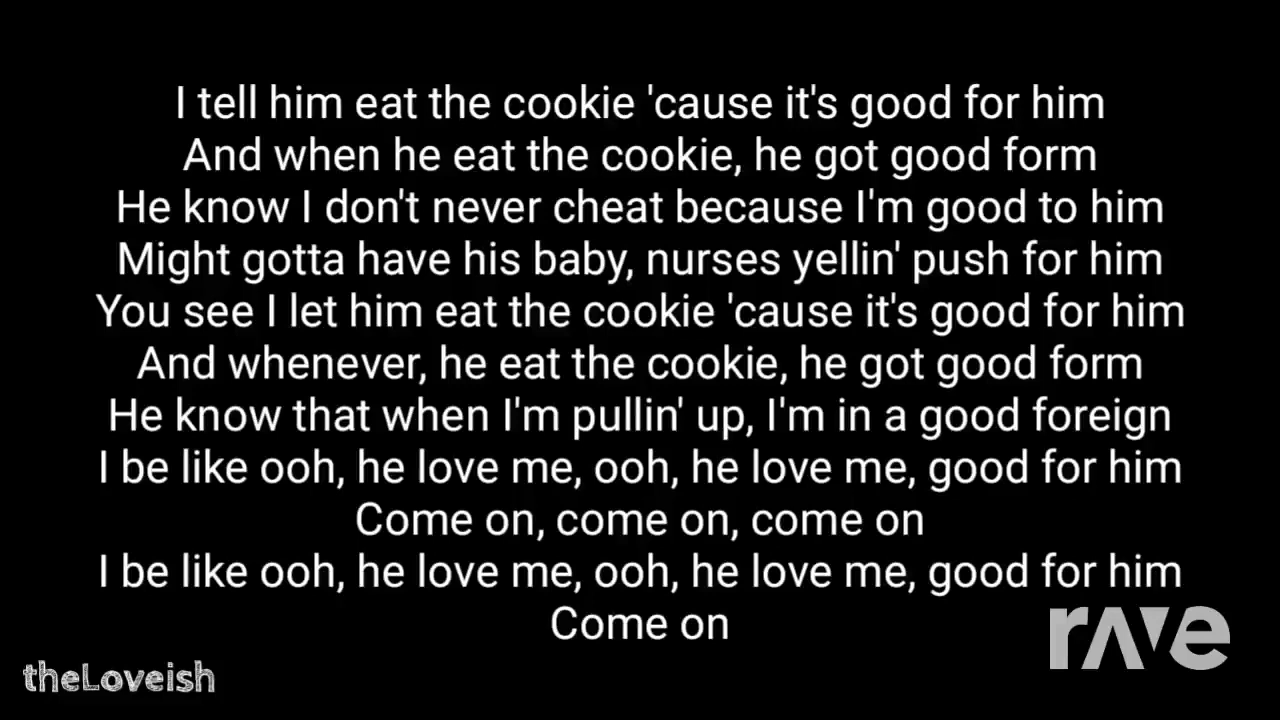 I tell him eat the cookie 'cause it's good for him
And when he eat the cookie, he got good form
He know I don't never cheat because I'm good to him
Might gotta have his baby, nurses yellin' push for him
You see I let him eat the cookie 'cause it's good for him
And whenever, he eat the cookie, he got good form
He know that when I'm pullin' up, I'm in a good foreign
I be like ooh, he love me, ooh, he love me, good for him
Come on, come on, come on
I be like ooh, he love me, ooh, he love me, good for him
Come on
rave
theLoveish